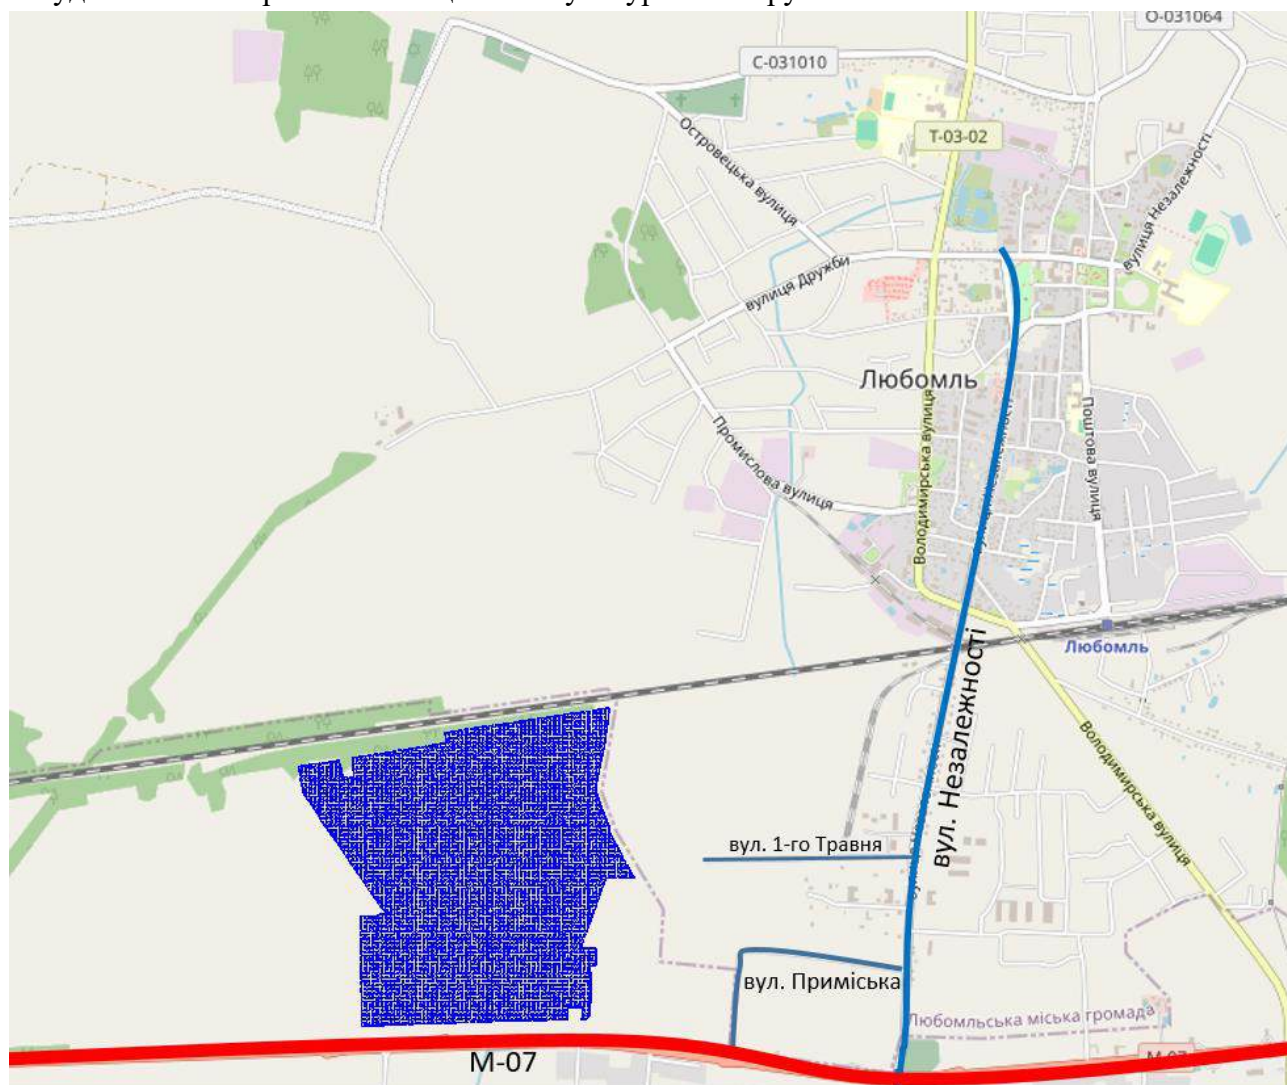 О-031064
С-031010
Т-03-02
Островецька вулиця
вулиця Незалежності
вулиця Дружби
Любомль
Володимирська вулиця
Поштова вулиця
Промислова вулиця
Любомль
вул. Незалежності
Володимирська вулиця
вул. 1-го Травня
вул. Приміська
Любомльська міська громада
М-07
М-07